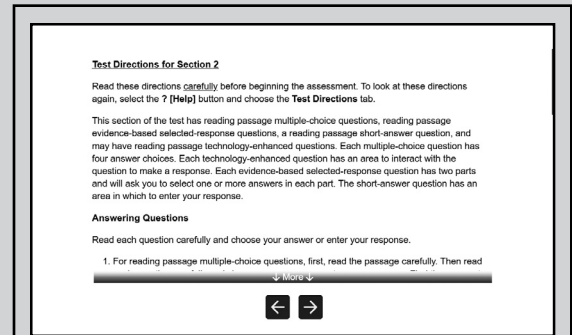 Test Directions for Section 2
Read these directions carefully before beginning the assessment. To look at these directions
again, select the ? [Help] button and choose the Test Directions tab.
This section of the test has reading passage multiple-choice questions, reading passage
evidence-based selected-response questions, a reading passage short-answer question, and
may have reading passage technology-enhanced questions. Each multiple-choice question has
four answer choices. Each technology-enhanced question has an area to interact with the
question to make a response. Each evidence-based selected-response question has two parts
and will ask you to select one or more answers in each part. The short-answer question has an
area in which to enter your response.
Answering Questions
Read each question carefully and choose your answer or enter your response.
1. For reading passage multiple-choice questions, first, read the passage carefully. Then read
↓ More ↓